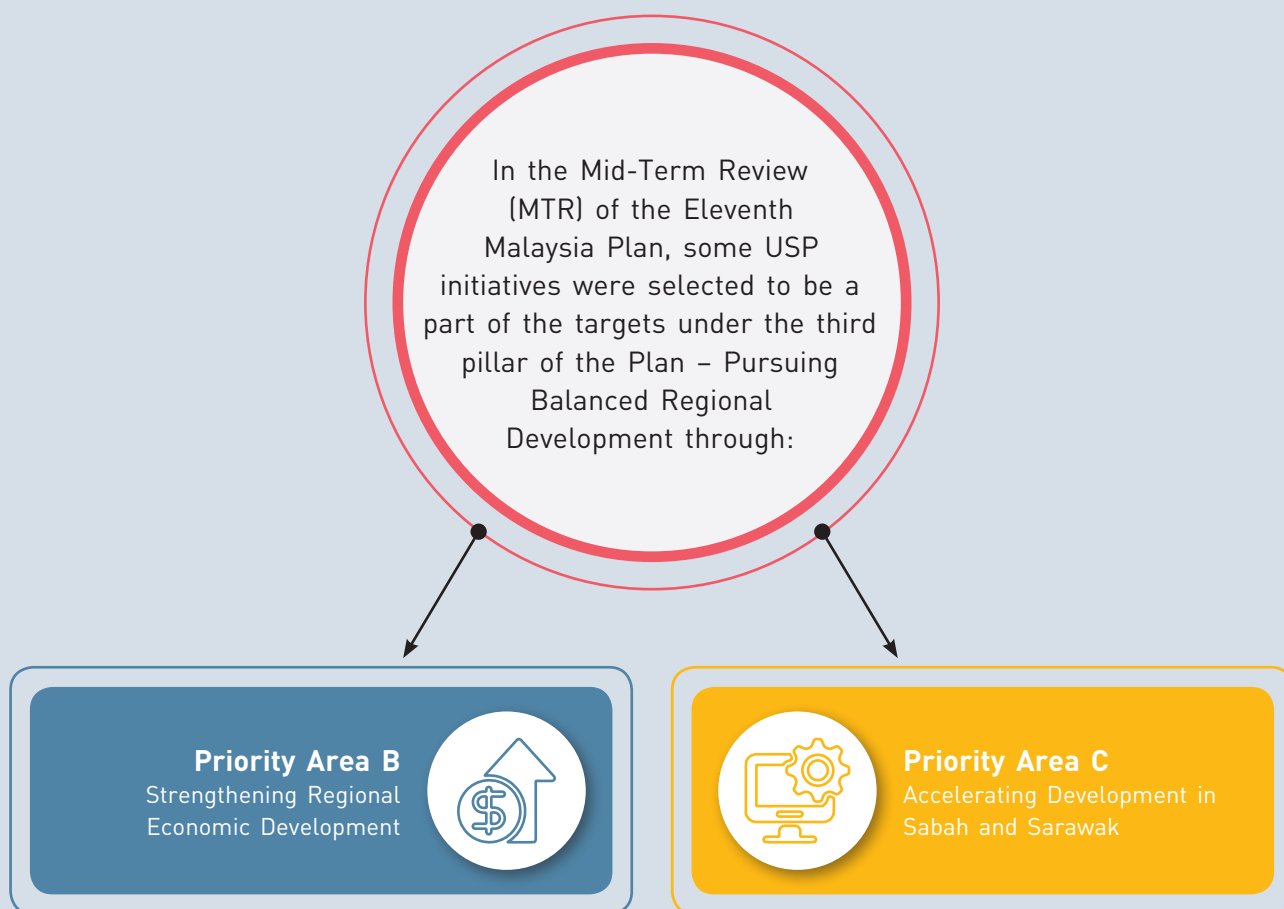 In the Mid-Term Review
(MTR) of the Eleventh
Malaysia Plan, some USP
initiatives were selected to be a
part of the targets under the third
pillar of the Plan – Pursuing
Balanced Regional
Development through:
Priority Area B
Strengthening Regional
Economic Development
$
Priority Area C
Accelerating Development in
Sabah and Sarawak